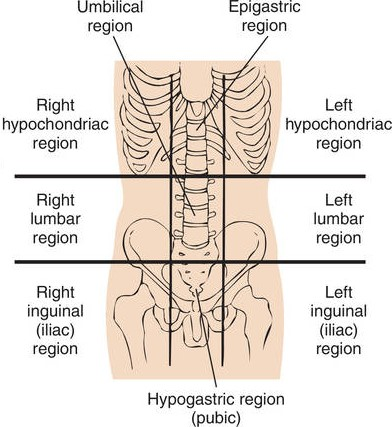 Umbilical
region
Epigastric
region
Right
hypochondriac
region
Left
hypochondriac
region
Right
lumbar
region
Left
lumbar
region
Right
inguinal
(iliac)
region
Left
inguinal
(iliac)
region
Hypogastric region
(pubic)